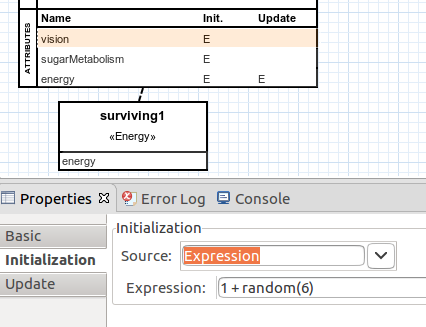 Name Init. Update
ATTRIBUTES
vision E
sugarMetabolism E
energy E E
surviving1
«Energy»
energy
Properties Error Log Console
Basic
Initialization
Update
Initialization
Source: Expression
Expression: 1 + random(6)